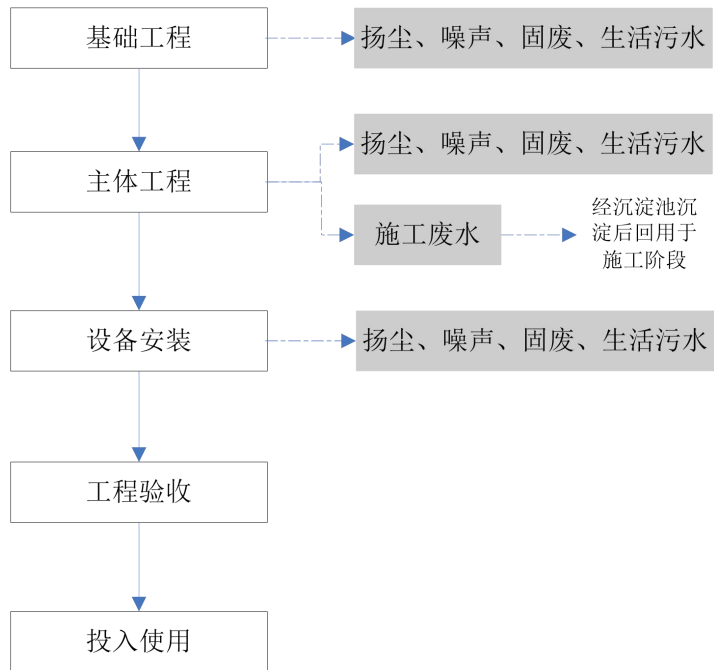 基础工程
扬尘、噪声、固废、生活污水
主体工程
扬尘、噪声、固废、生活污水
施工废水
经沉淀池沉
淀后回用于
施工阶段
设备安装
扬尘、噪声、固废、生活污水
工程验收
投入使用